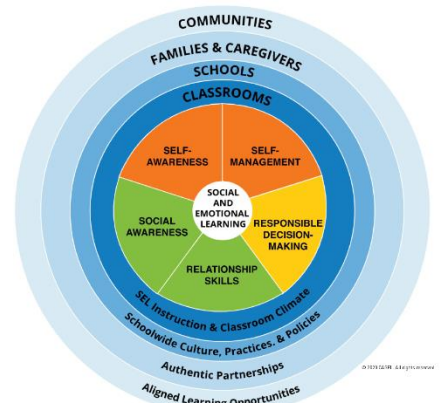 COMMUNITIES
FAMILIES & CAREGIVERS
SCHOOLS
CLASSROOMS
SELF-
AWARENESS
SELF-
MANAGEMENT
SOCIAL
AND
EMOTIONAL
LEARNING
SOCIAL
AWARENESS
RESPONSIBLE
DECISION-
MAKING
RELATIONSHIP
SKILLS
SEL Instruction & Classroom Climate
Schoolwide Culture, Practices. & Policies
Authentic Partnerships
Aligned Learning Opportunities